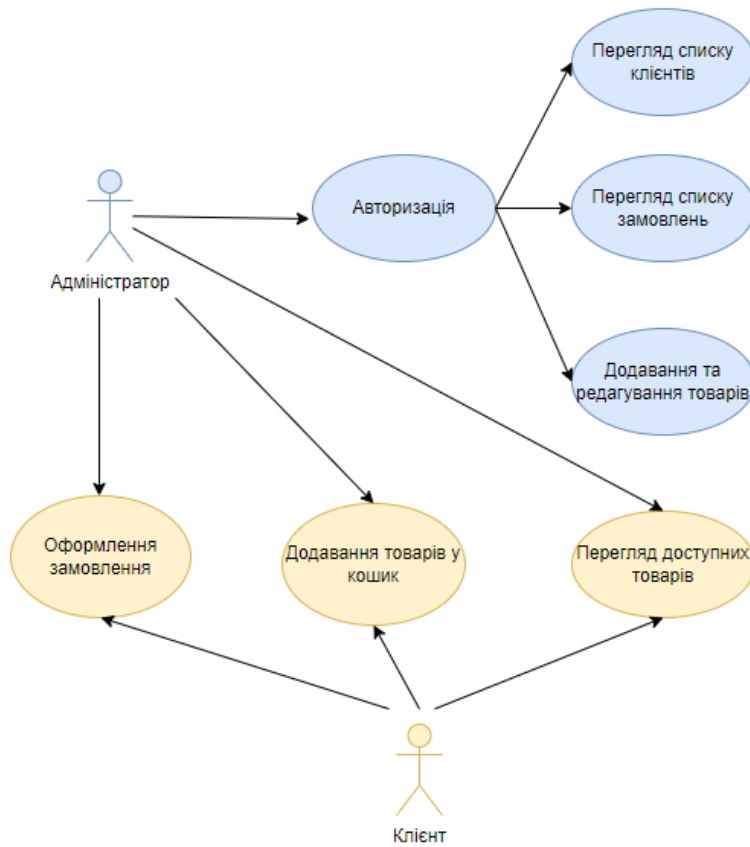 Перегляд списку
клієнтів
Авторизація
Перегляд списку
замовлень
Адміністратор
Додавання та
редагування товарів
Оформлення
замовлення
Додавання товарів у
кошик
Перегляд доступних
товарів
Клієнт